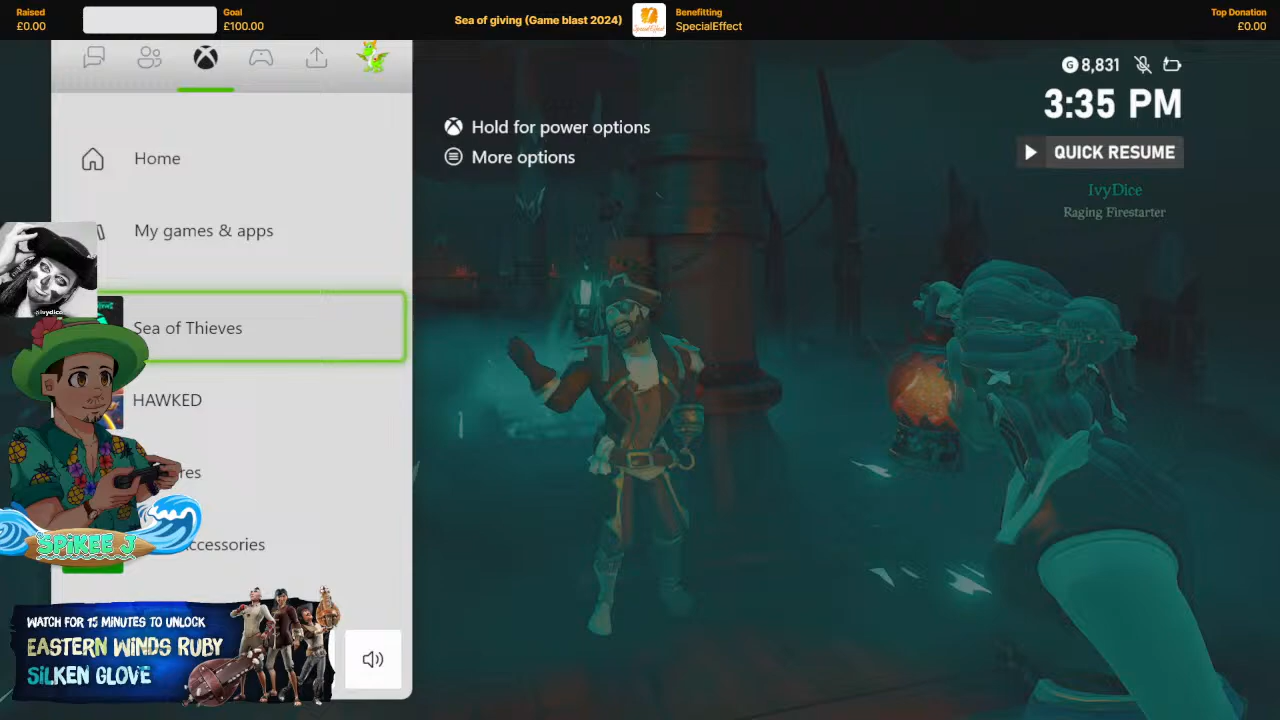 Raised
£0.00
Goal
£100.00
Sea of giving (Game blast 2024)
SpecialEffect
Benefitting
SpecialEffect
Top Donation
£0.00
G 8,831
3:35 PM
QUICK RESUME
IvyDice
Raging Firestarter
Hold for power options
More options
Home
My games & apps
Sea of Thieves
HAWKED
res
ccessories
SPiKEE J
WATCH FOR 15 MINUTES TO UNLOCK
EASTERN WINDS RUBY
SILKEN GLOVE